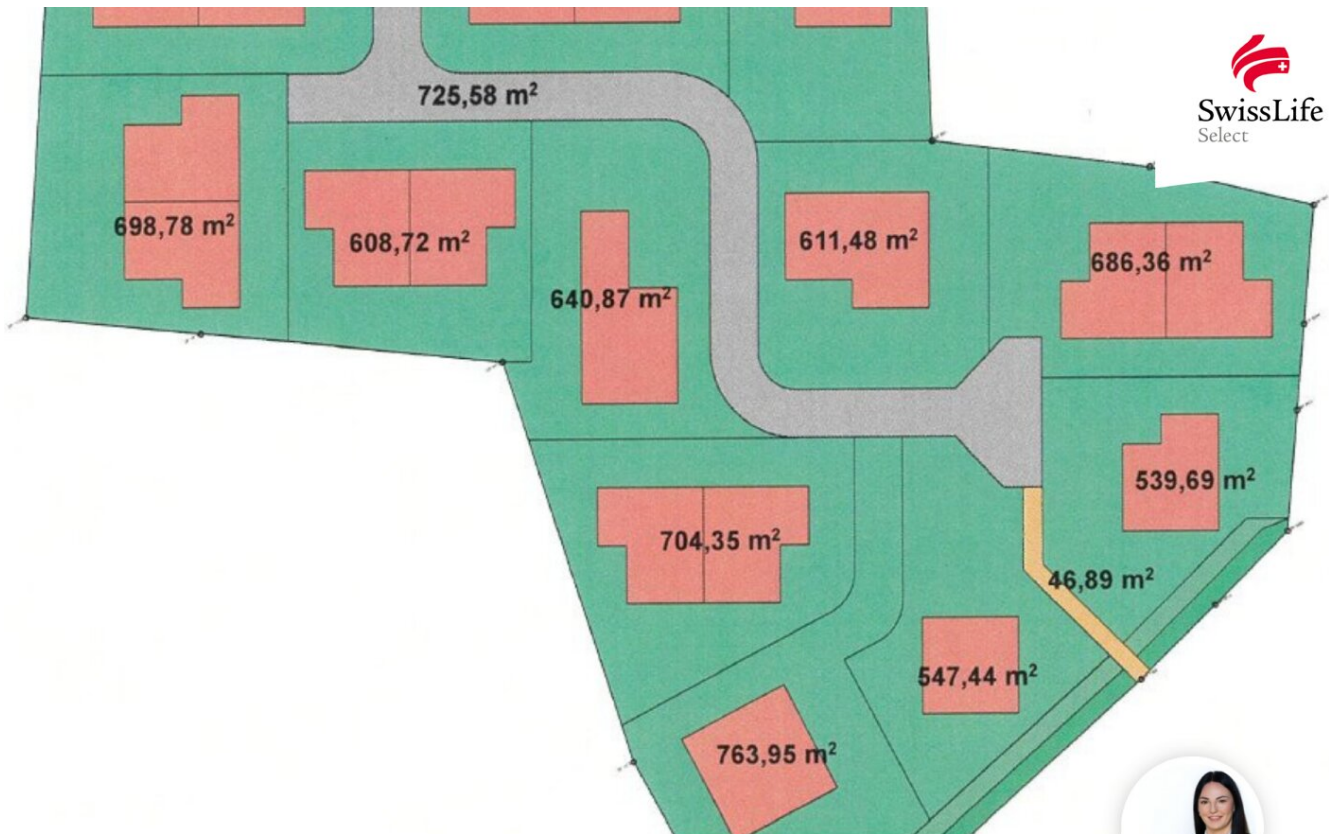 725,58 m²
SwissLife
Select
698,78 m²
608,72 m²
640,87 m²
611,48 m²
686,36 m²
539,69 m²
704,35 m²
46,89 m²
547,44 m²
763,95 m²